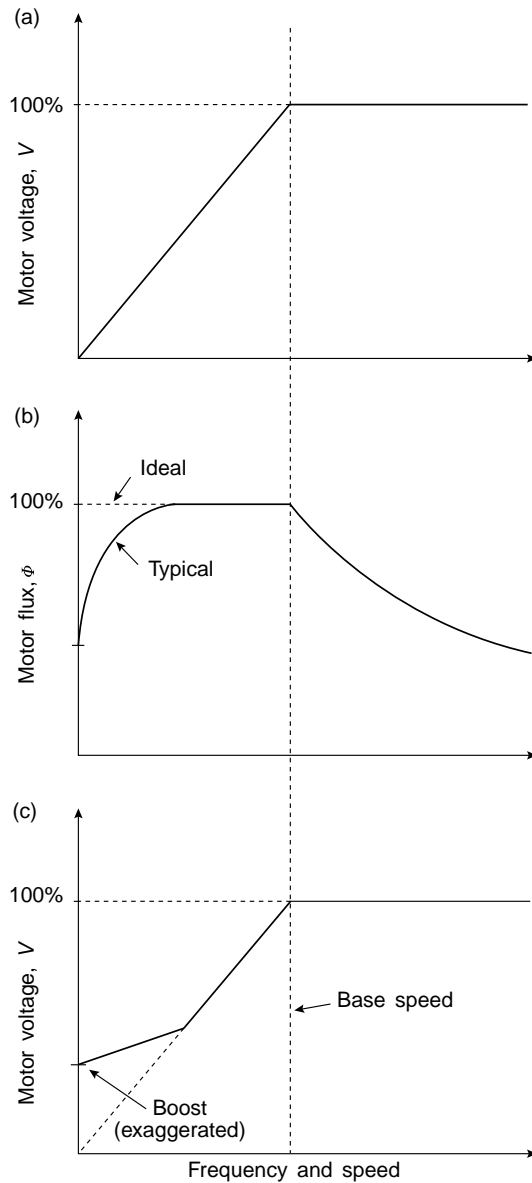 (a)
100%
Motor voltage, V
(b)
Ideal
100%
Typical
Motor flux, Φ
(c)
100%
Motor voltage, V
Base speed
Boost
(exaggerated)
Frequency and speed